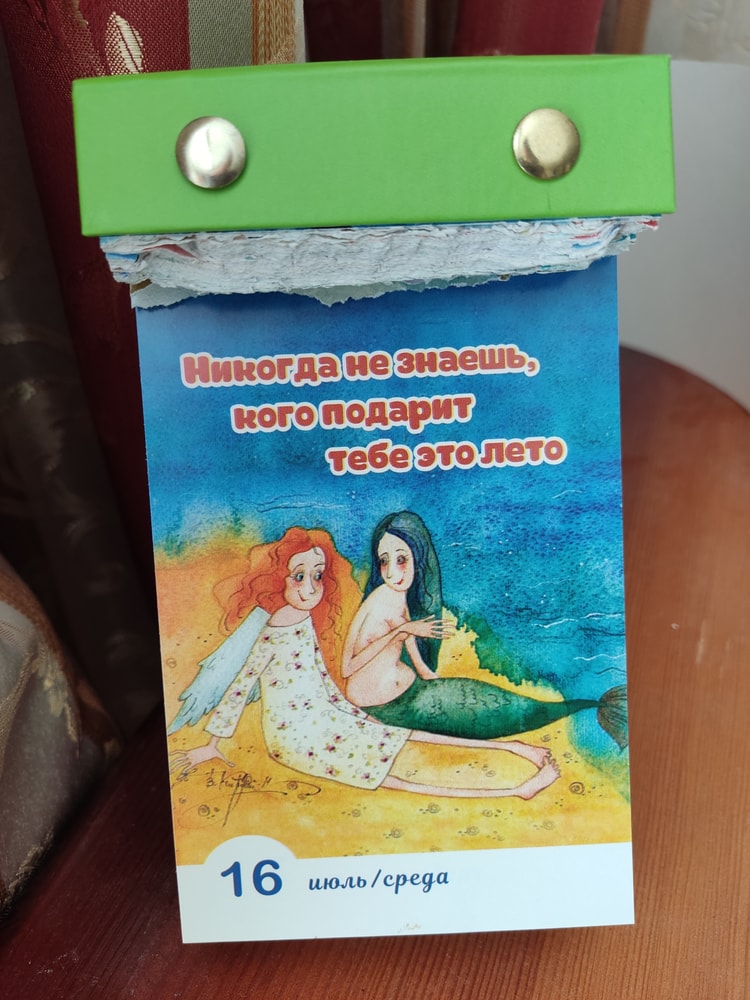 Никогда не знаешь,
кого подарит
тебе это лето
16 июль/среда